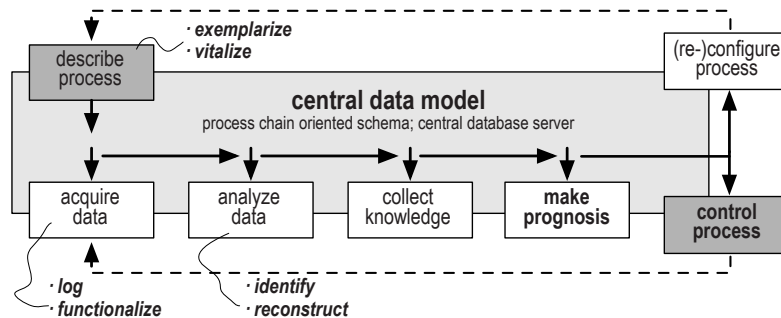 · exemplarize
· vitalize
describe
process
(re-)configure
process
central data model
process chain oriented schema; central database server
acquire
data
analyze
data
collect
knowledge
make
prognosis
control
process
· log
· functionalize
· identify
· reconstruct